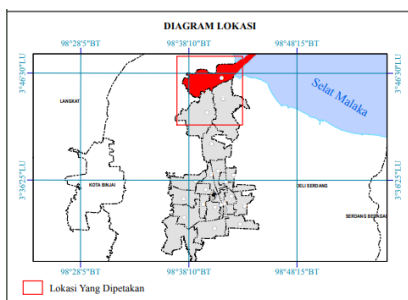 DIAGRAM LOKASI
98°28'5"BT 98°38'10"BT 98°48'15"BT
3°46'30"LU 3°46'30"LU
Selat Malaka
LANGKAT
3°36'25"LU 3°36'25"LU
KOTA BINJAI
DELI SERDANG
SERDANG BEDAGAI
98°28'5"BT 98°38'10"BT 98°48'15"BT
Lokasi Yang Dipetakan